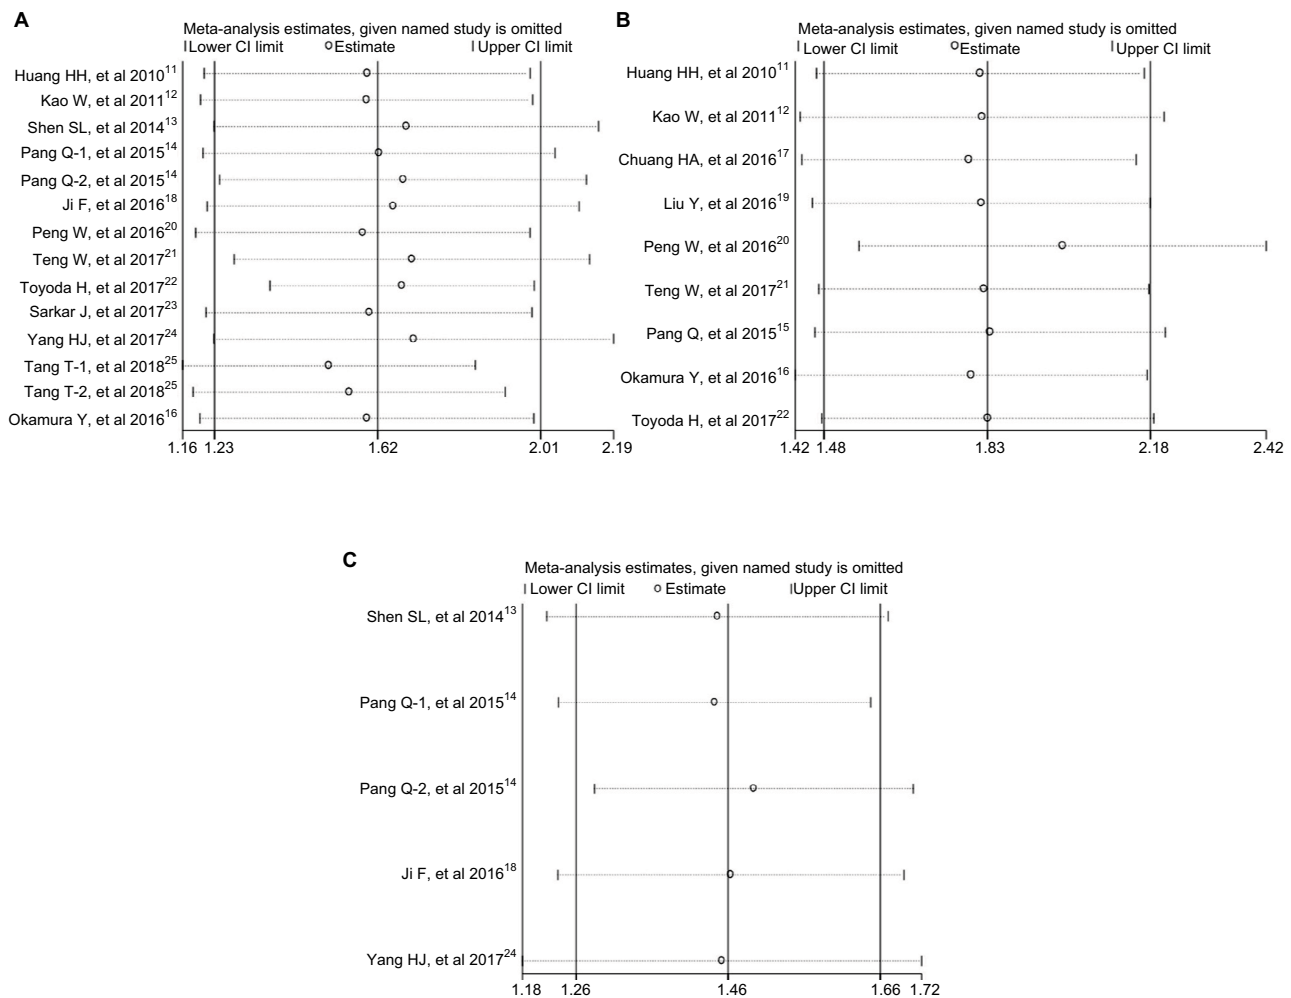 A
Meta-analysis estimates, given named study is omitted
Lower CI limit Estimate Upper CI limit
Huang HH, et al 2010¹¹
Kao W, et al 2011¹²
Shen SL, et al 2014¹³
Pang Q-1, et al 2015¹⁴
Pang Q-2, et al 2015¹⁴
Ji F, et al 2016¹⁸
Peng W, et al 2016²⁰
Teng W, et al 2017²¹
Toyoda H, et al 2017²²
Sarkar J, et al 2017²³
Yang HJ, et al 2017²⁴
Tang T-1, et al 2018²⁵
Tang T-2, et al 2018²⁵
Okamura Y, et al 2016¹⁶
1.16 1.23 1.62 2.01 2.19
B
Meta-analysis estimates, given named study is omitted
Lower CI limit Estimate Upper CI limit
Huang HH, et al 2010¹¹
Kao W, et al 2011¹²
Chuang HA, et al 2016¹⁷
Liu Y, et al 2016¹⁹
Peng W, et al 2016²⁰
Teng W, et al 2017²¹
Pang Q, et al 2015¹⁵
Okamura Y, et al 2016¹⁶
Toyoda H, et al 2017²²
1.42 1.48 1.83 2.18 2.42
C
Meta-analysis estimates, given named study is omitted
Lower CI limit Estimate Upper CI limit
Shen SL, et al 2014¹³
Pang Q-1, et al 2015¹⁴
Pang Q-2, et al 2015¹⁴
Ji F, et al 2016¹⁸
Yang HJ, et al 2017²⁴
1.18 1.26 1.46 1.66 1.72